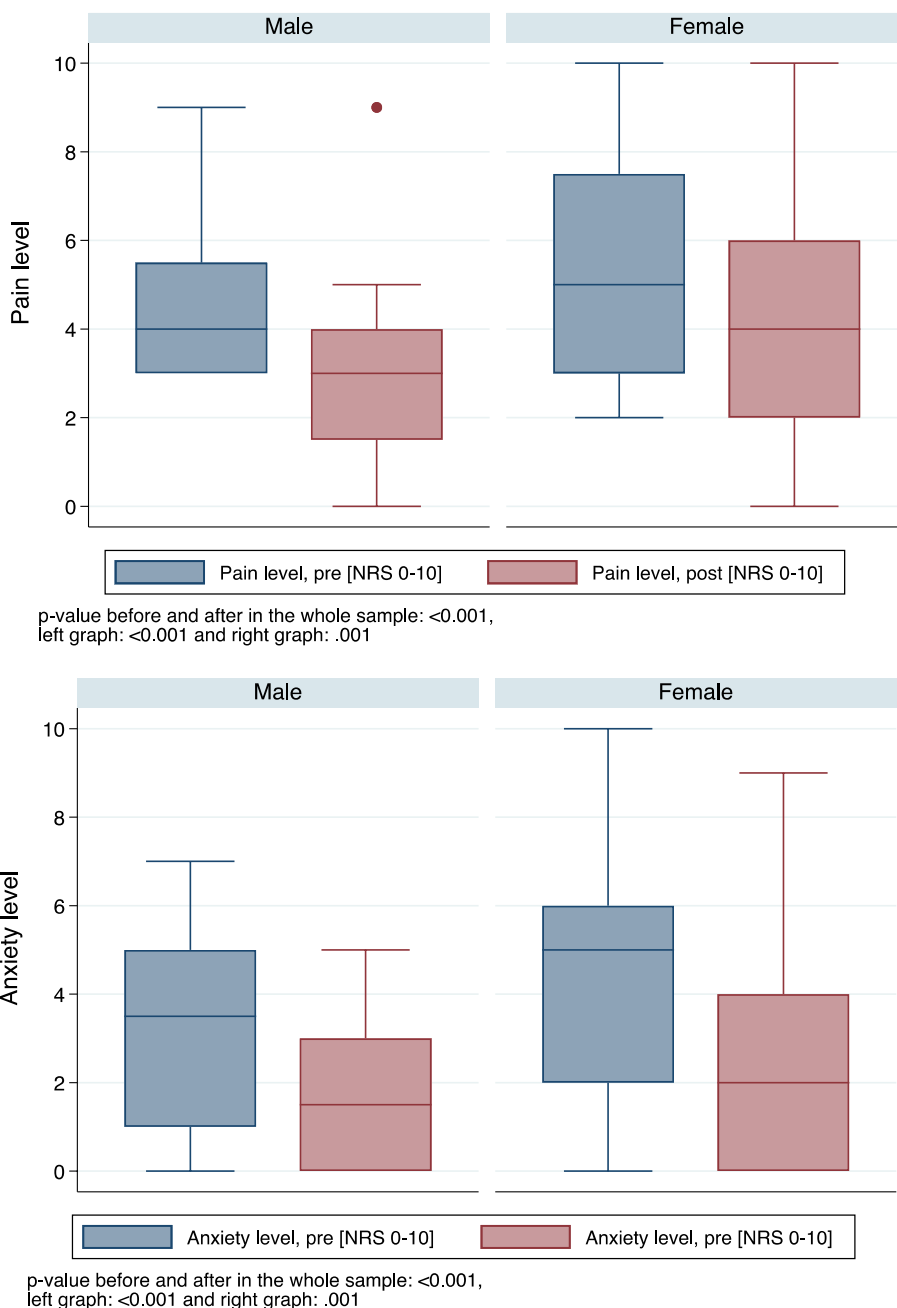 Male Female
10
8
6
4
2
0
Pain level
Pain level, pre [NRS 0-10] Pain level, post [NRS 0-10]
p-value before and after in the whole sample: <0.001,
left graph: <0.001 and right graph: .001
Male Female
10
8
6
4
2
0
Anxiety level
Anxiety level, pre [NRS 0-10] Anxiety level, pre [NRS 0-10]
p-value before and after in the whole sample: <0.001,
left graph: <0.001 and right graph: .001